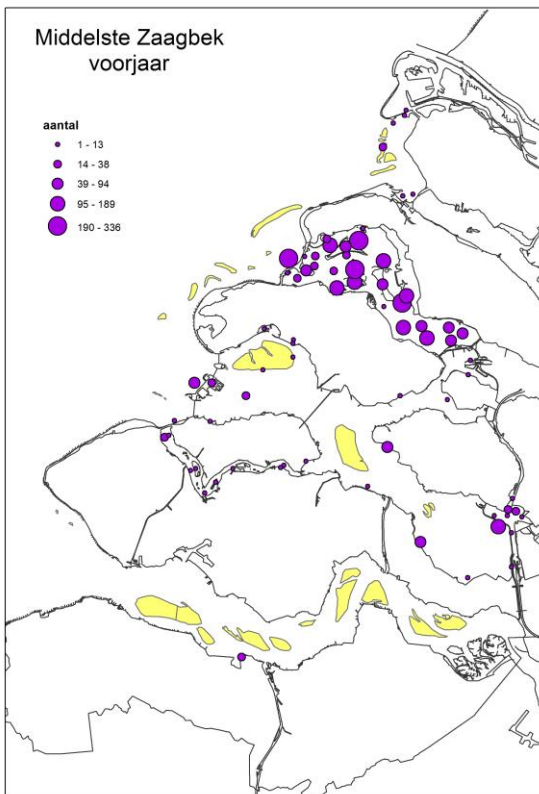 Middelste Zaagbek
voorjaar
aantal
1 - 13
14 - 38
39 - 94
95 - 189
190 - 336